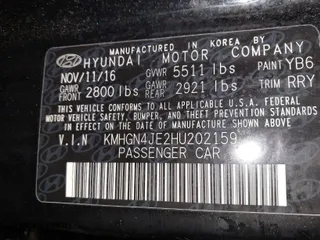 MADE IN KOREA
HYUNDAI MOTOR COMPANY
NOV/11/16 GVWR 5511 lbs PAINT YB6
GAWR FRONT 2800 lbs GAWR REAR 2921 lbs TRIM RRY
THIS VEHICLE CONFORMS TO ALL APPLICABLE U.S. FEDERAL
MOTOR VEHICLE SAFETY, BUMPER, AND THEFT PREVENTION
STANDARDS IN EFFECT ON THE DATE OF MANUFACTURE SHOWN ABOVE.
V.I.N KMHGN4JE2HU202159
PASSENGER CAR